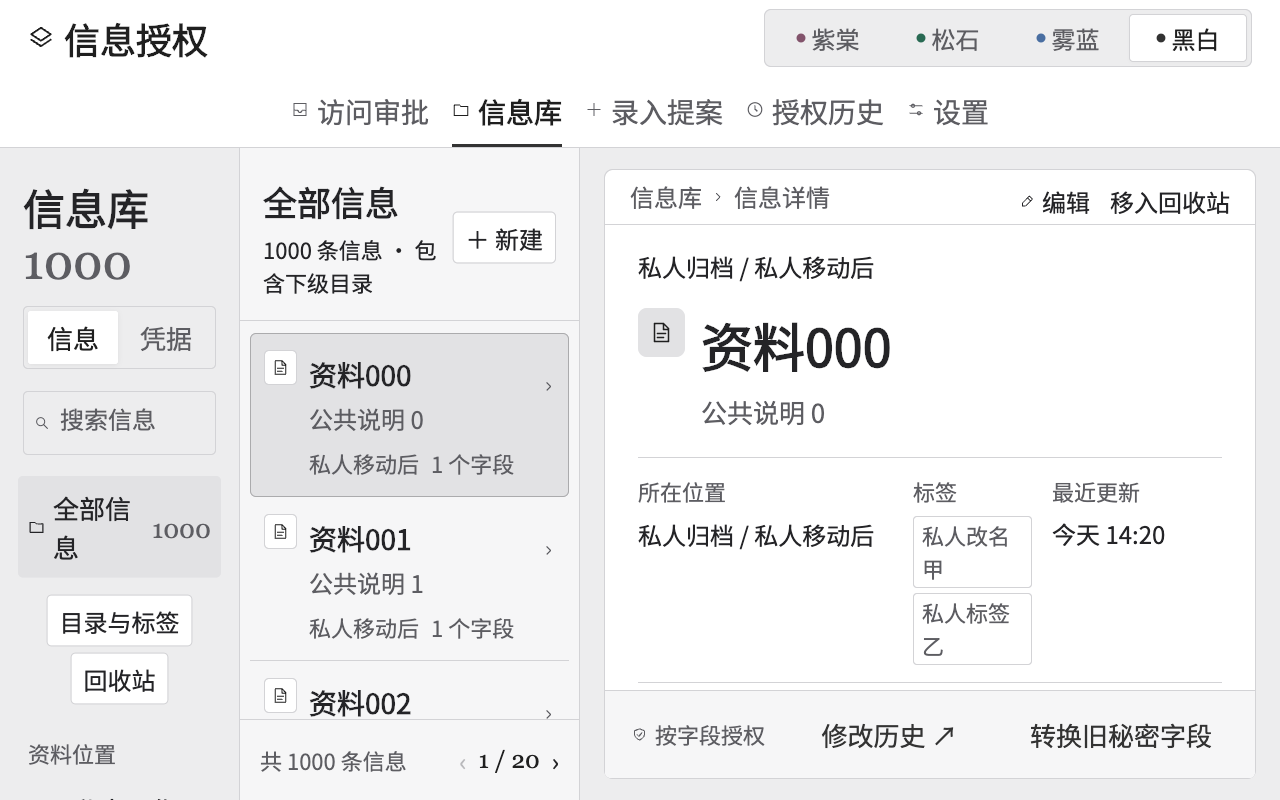 信息授权
紫棠
松石
雾蓝
黑白
访问审批
信息库
录入提案
授权历史
设置
信息库
1000
信息
凭据
搜索信息
全部信
息
1000
目录与标签
回收站
资料位置
全部信息
1000 条信息 · 包
含下级目录
新建
资料000
公共说明 0
私人移动后 1 个字段
资料001
公共说明 1
私人移动后 1 个字段
资料002
共 1000 条信息
‹ 1 / 20 ›
信息库 › 信息详情
编辑
移入回收站
私人归档 / 私人移动后
资料000
公共说明 0
所在位置
私人归档 / 私人移动后
标签
私人改名
甲
私人标签
乙
最近更新
今天 14:20
按字段授权
修改历史 ↗
转换旧秘密字段